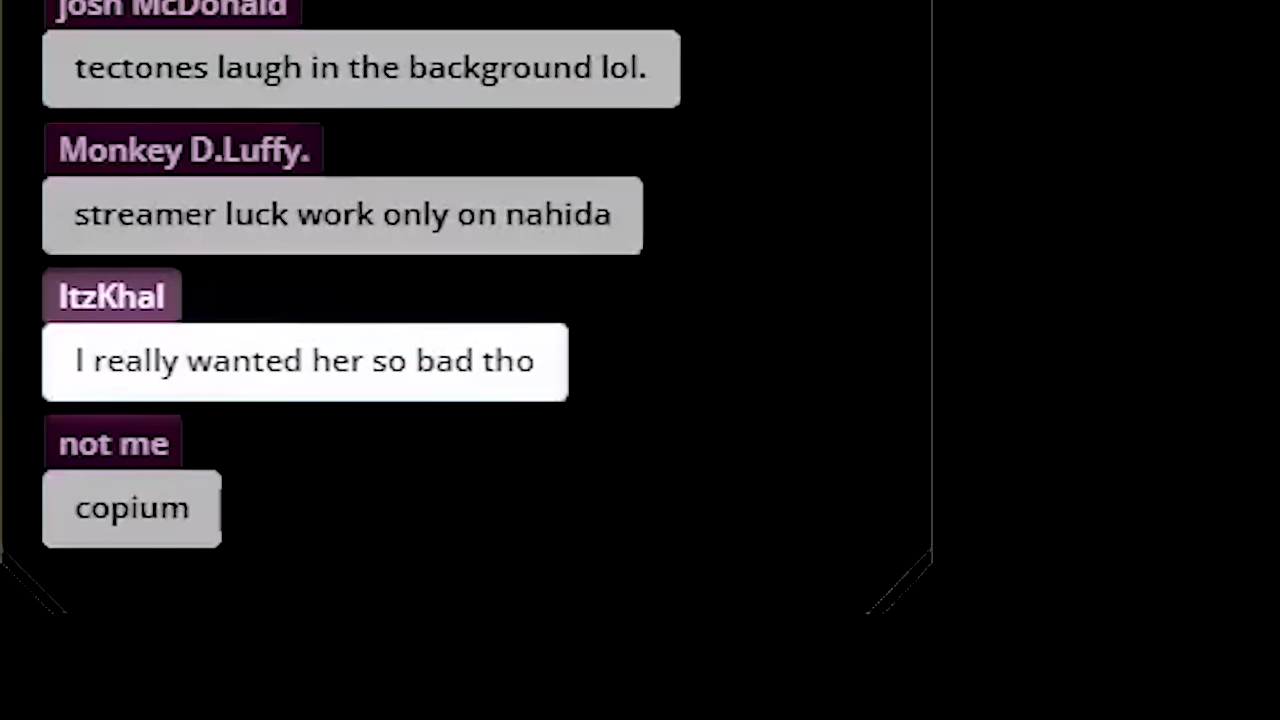 Josh McDonald
tectones laugh in the background lol.
Monkey D.Luffy.
streamer luck work only on nahida
ItzKhal
I really wanted her so bad tho
not me
copium